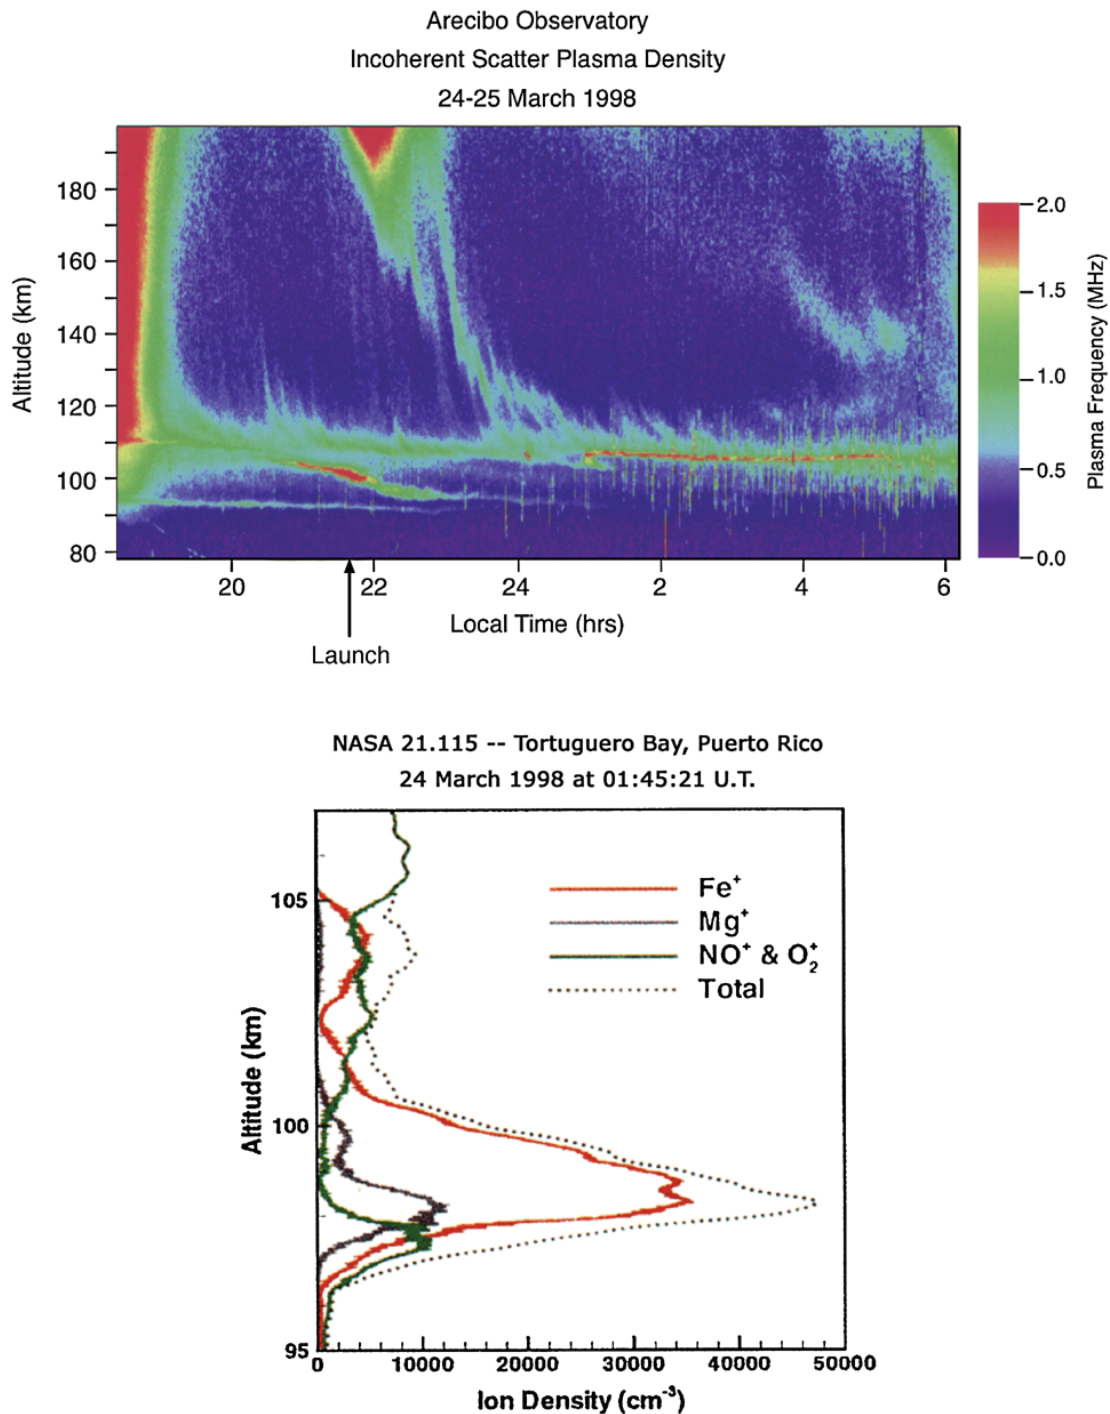 Arecibo Observatory
Incoherent Scatter Plasma Density
24-25 March 1998
180
160
140
120
100
80
Altitude (km)
20
22
24
2
4
6
Local Time (hrs)
Launch
2.0
1.5
1.0
0.5
0.0
Plasma Frequency (MHz)
NASA 21.115 -- Tortuguero Bay, Puerto Rico
24 March 1998 at 01:45:21 U.T.
Fe⁺
Mg⁺
NO⁺ & O₂⁺
Total
105
100
95
Altitude (km)
0
10000
20000
30000
40000
50000
Ion Density (cm⁻³)